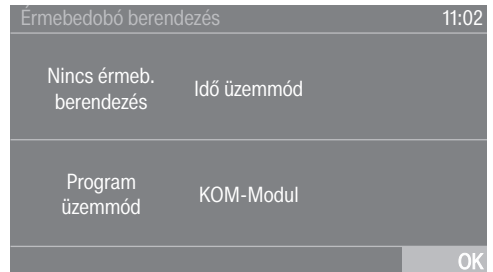 Érmebedobó berendezés 11:02
Nincs érmeb.
berendezés
Idő üzemmód
Program
üzemmód
KOM-Modul
OK